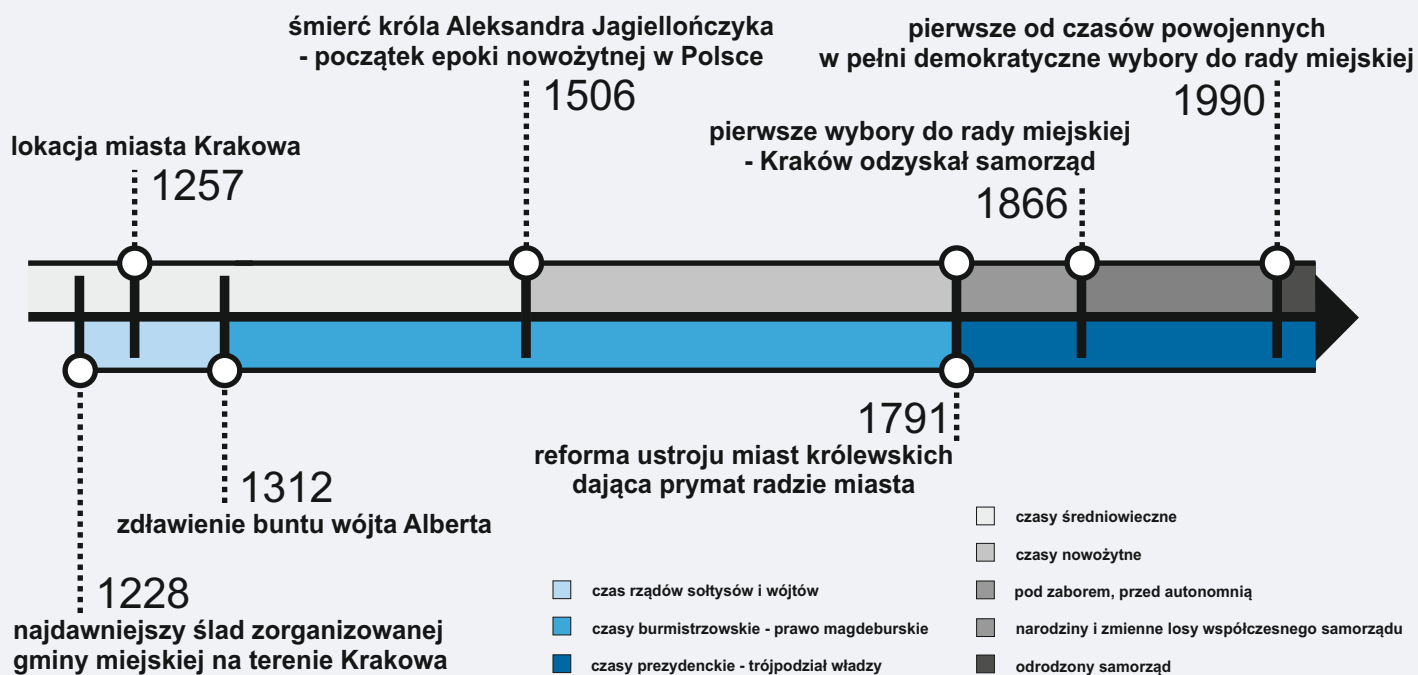 śmierć króla Aleksandra Jagiellończyka
- początek epoki nowożytnej w Polsce
1506
pierwsze od czasów powojennych
w pełni demokratyczne wybory do rady miejskiej
1990
lokacja miasta Krakowa
1257
pierwsze wybory do rady miejskiej
- Kraków odzyskał samorząd
1866
1791
reforma ustroju miast królewskich
dająca prymat radzie miasta
1312
zdławienie buntu wójta Alberta
1228
najdawniejszy ślad zorganizowanej
gminy miejskiej na terenie Krakowa
czas rządów sołtysów i wójtów
czasy burmistrzowskie - prawo magdeburskie
czasy prezydenckie - trójpodział władzy
czasy średniowieczne
czasy nowożytne
pod zaborem, przed autonomnią
narodziny i zmienne losy współczesnego samorządu
odrodzony samorząd